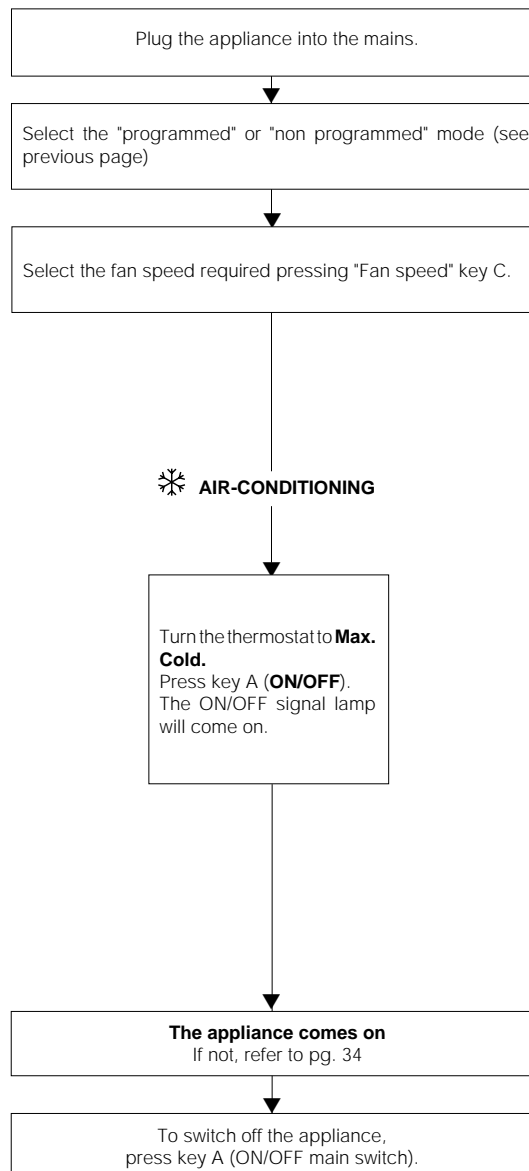 Plug the appliance into the mains.
Select the "programmed" or "non programmed" mode (see
previous page)
Select the fan speed required pressing "Fan speed" key C.
AIR-CONDITIONING
Turn the thermostat to Max.
Cold.
Press key A (ON/OFF).
The ON/OFF signal lamp
will come on.
The appliance comes on
If not, refer to pg. 34
To switch off the appliance,
press key A (ON/OFF main switch).